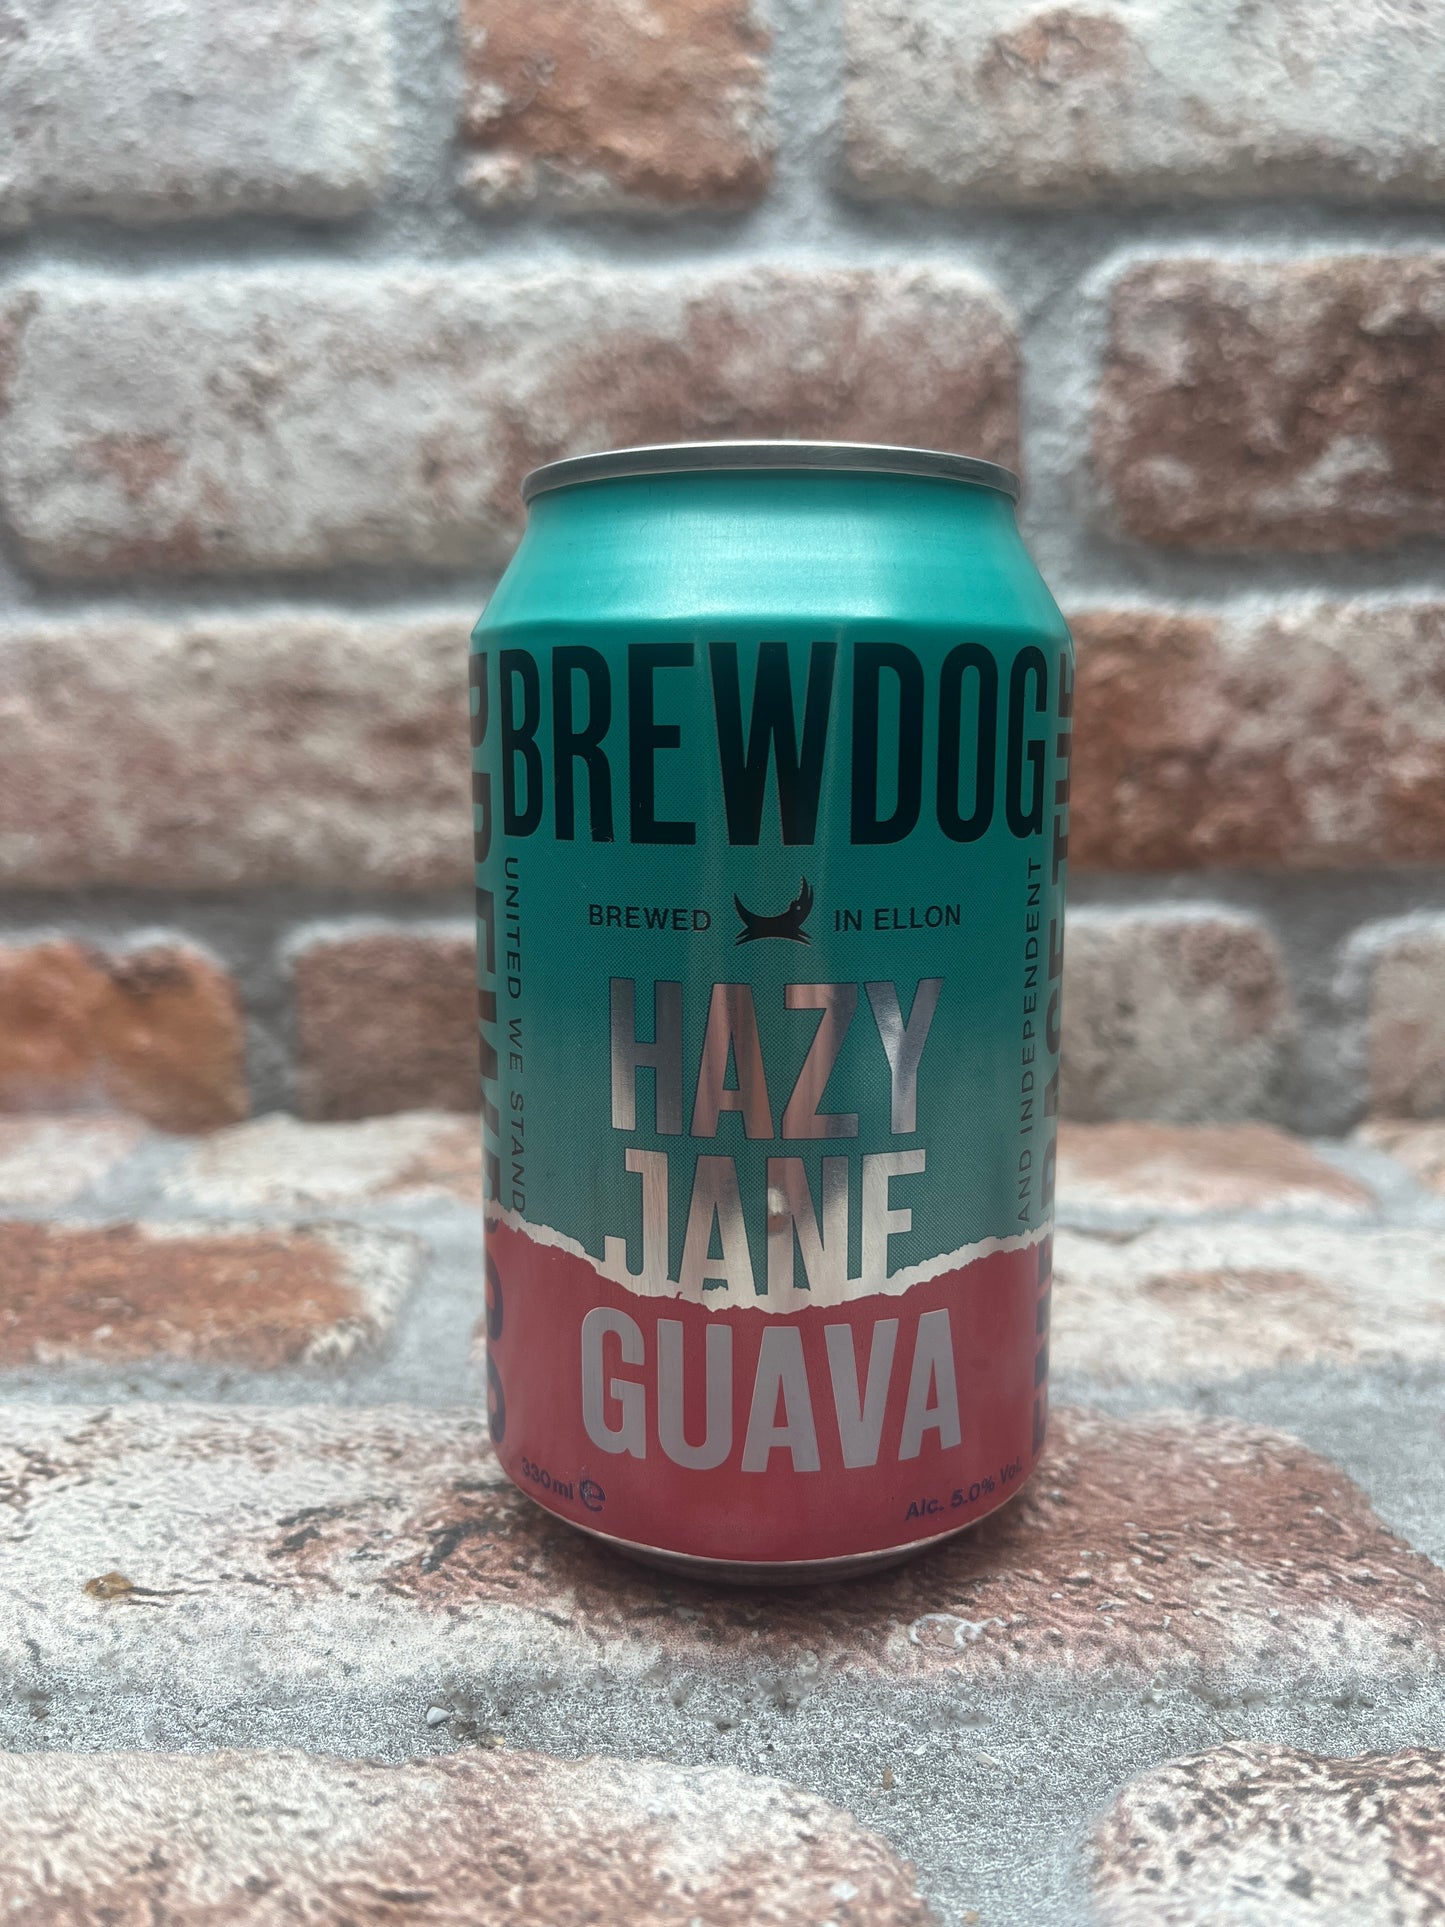 BREWDOG
UNITED WE STAND
BREWED IN ELLON
AND INDEPENDENT
HAZY
JANE
GUAVA
330ml e
Alc. 5.0% Vol.